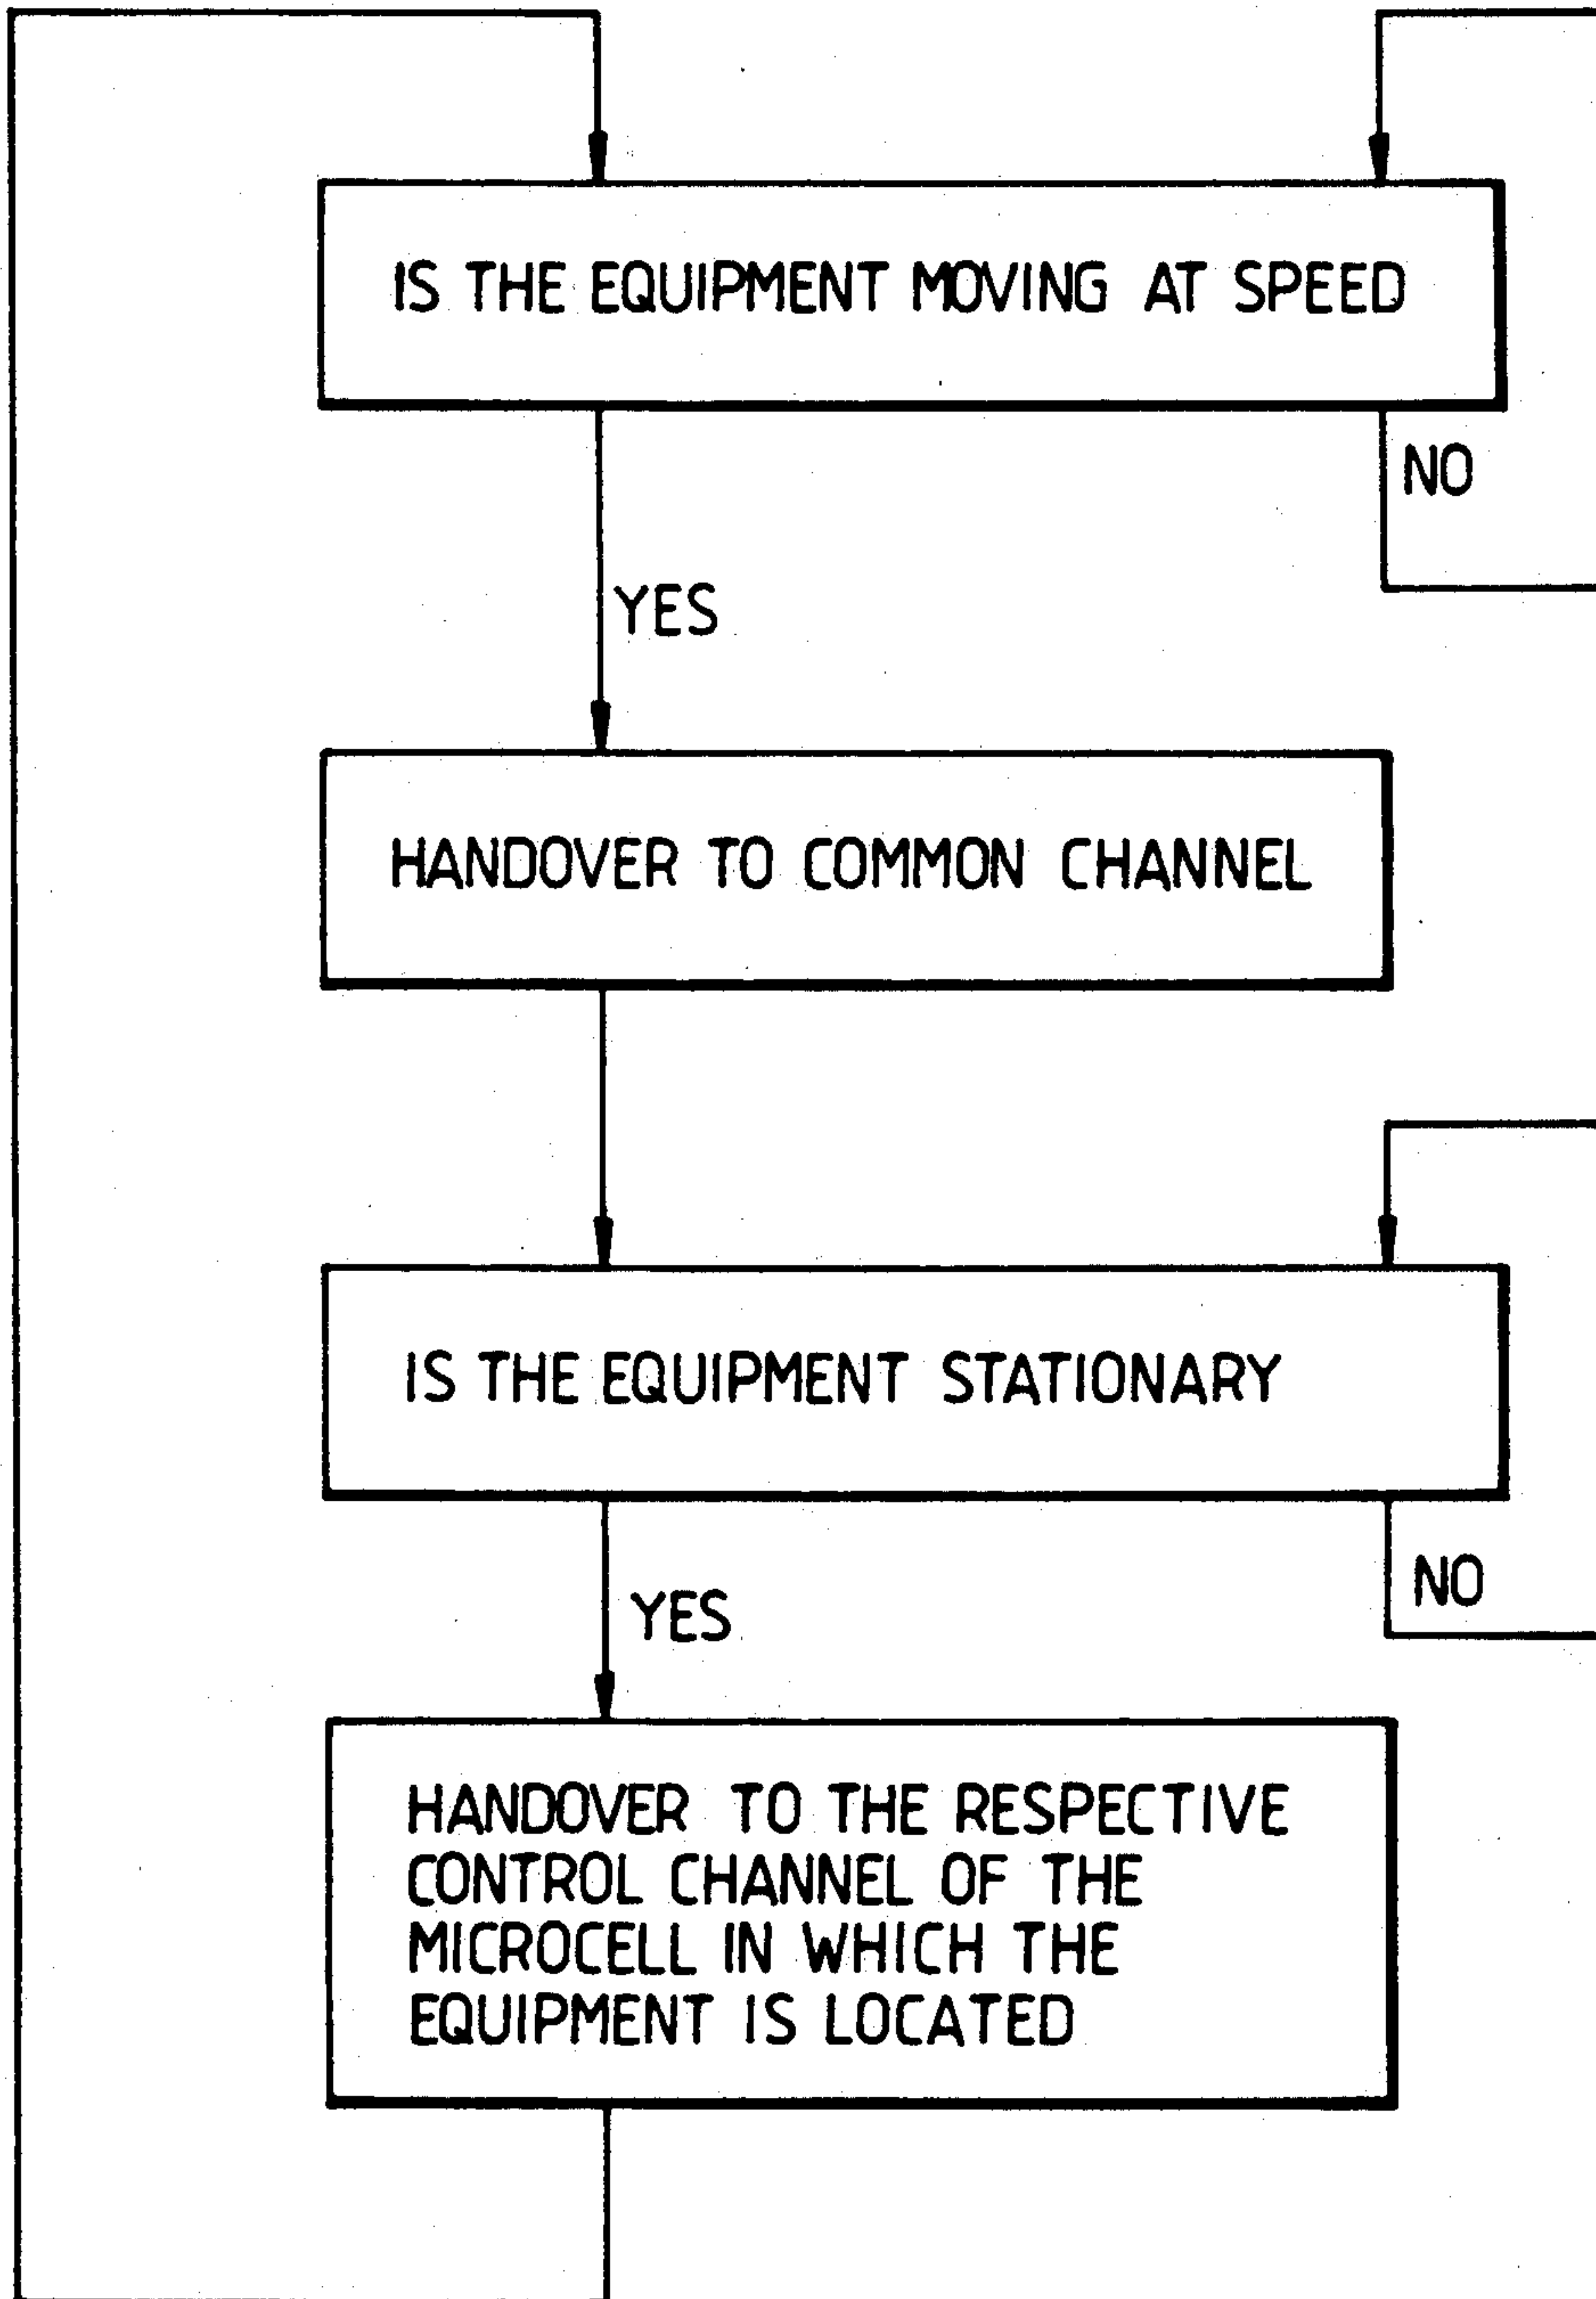 IS THE EQUIPMENT MOVING AT SPEED
NO
YES
HANDOVER TO COMMON CHANNEL
IS THE EQUIPMENT STATIONARY
NO
YES
HANDOVER TO THE RESPECTIVE
CONTROL CHANNEL OF THE
MICROCELL IN WHICH THE
EQUIPMENT IS LOCATED